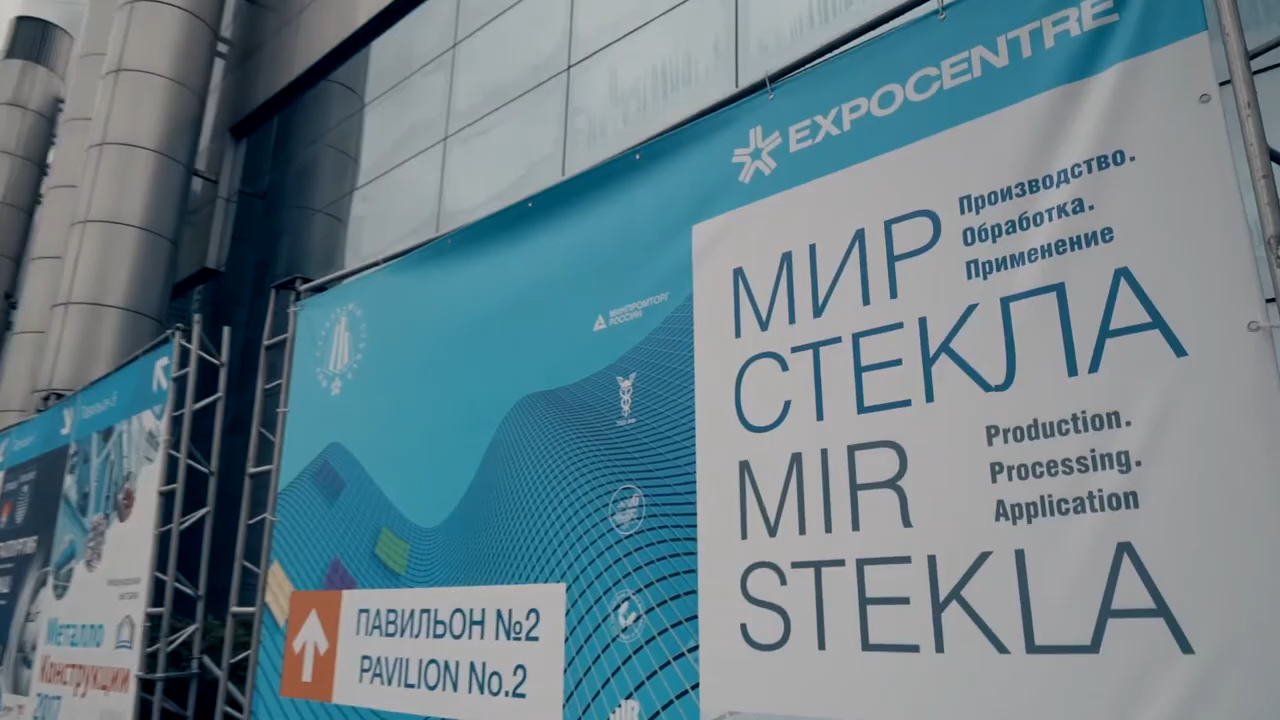 EXPOCENTRE
МИР
СТЕКЛА
Производство.
Обработка.
Применение
MIR
STEKLA
Production.
Processing.
Application
МИНПРОМТОРГ
РОССИИ
ПАВИЛЬОН №2
PAVILION No.2
Металло
Конструкции